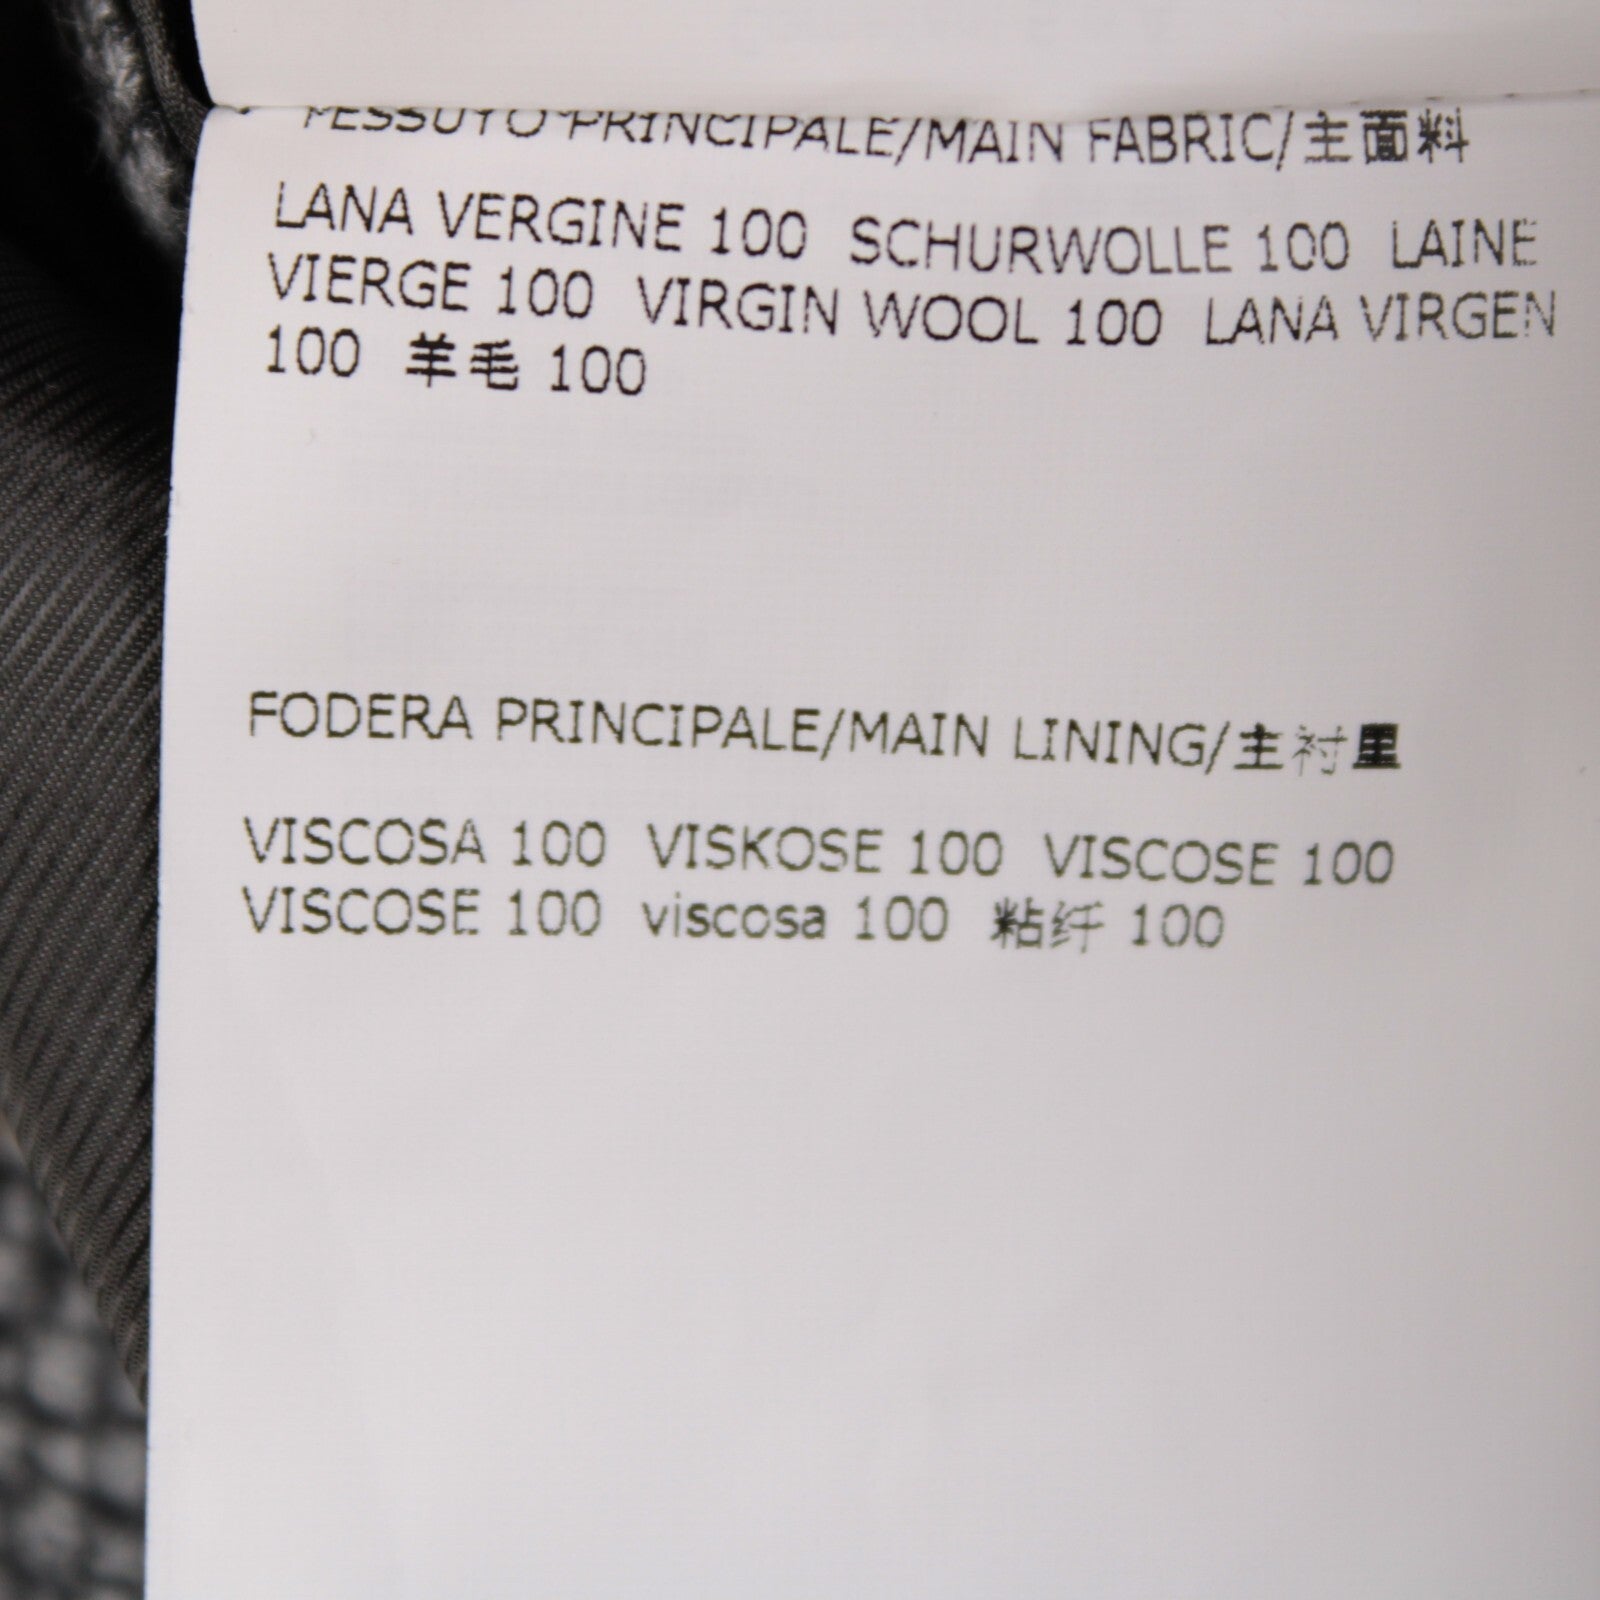 TESSUTO PRINCIPALE/MAIN FABRIC/主面料
LANA VERGINE 100 SCHURWOLLE 100 LAINE
VIERGE 100 VIRGIN WOOL 100 LANA VIRGEN
100 羊毛 100
FODERA PRINCIPALE/MAIN LINING/主衬里
VISCOSA 100 VISKOSE 100 VISCOSE 100
VISCOSE 100 viscosa 100 粘纤 100